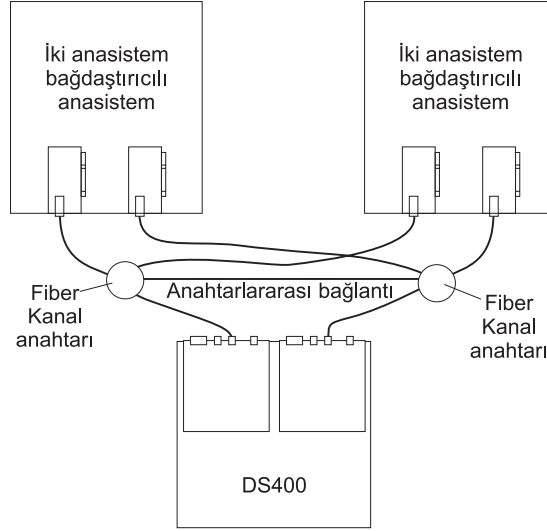 İki anasistem
bağdaştırıcılı
anasistem
İki anasistem
bağdaştırıcılı
anasistem
Anahtarlararası bağlantı
Fiber
Kanal
anahtarı
Fiber
Kanal
anahtarı
DS400